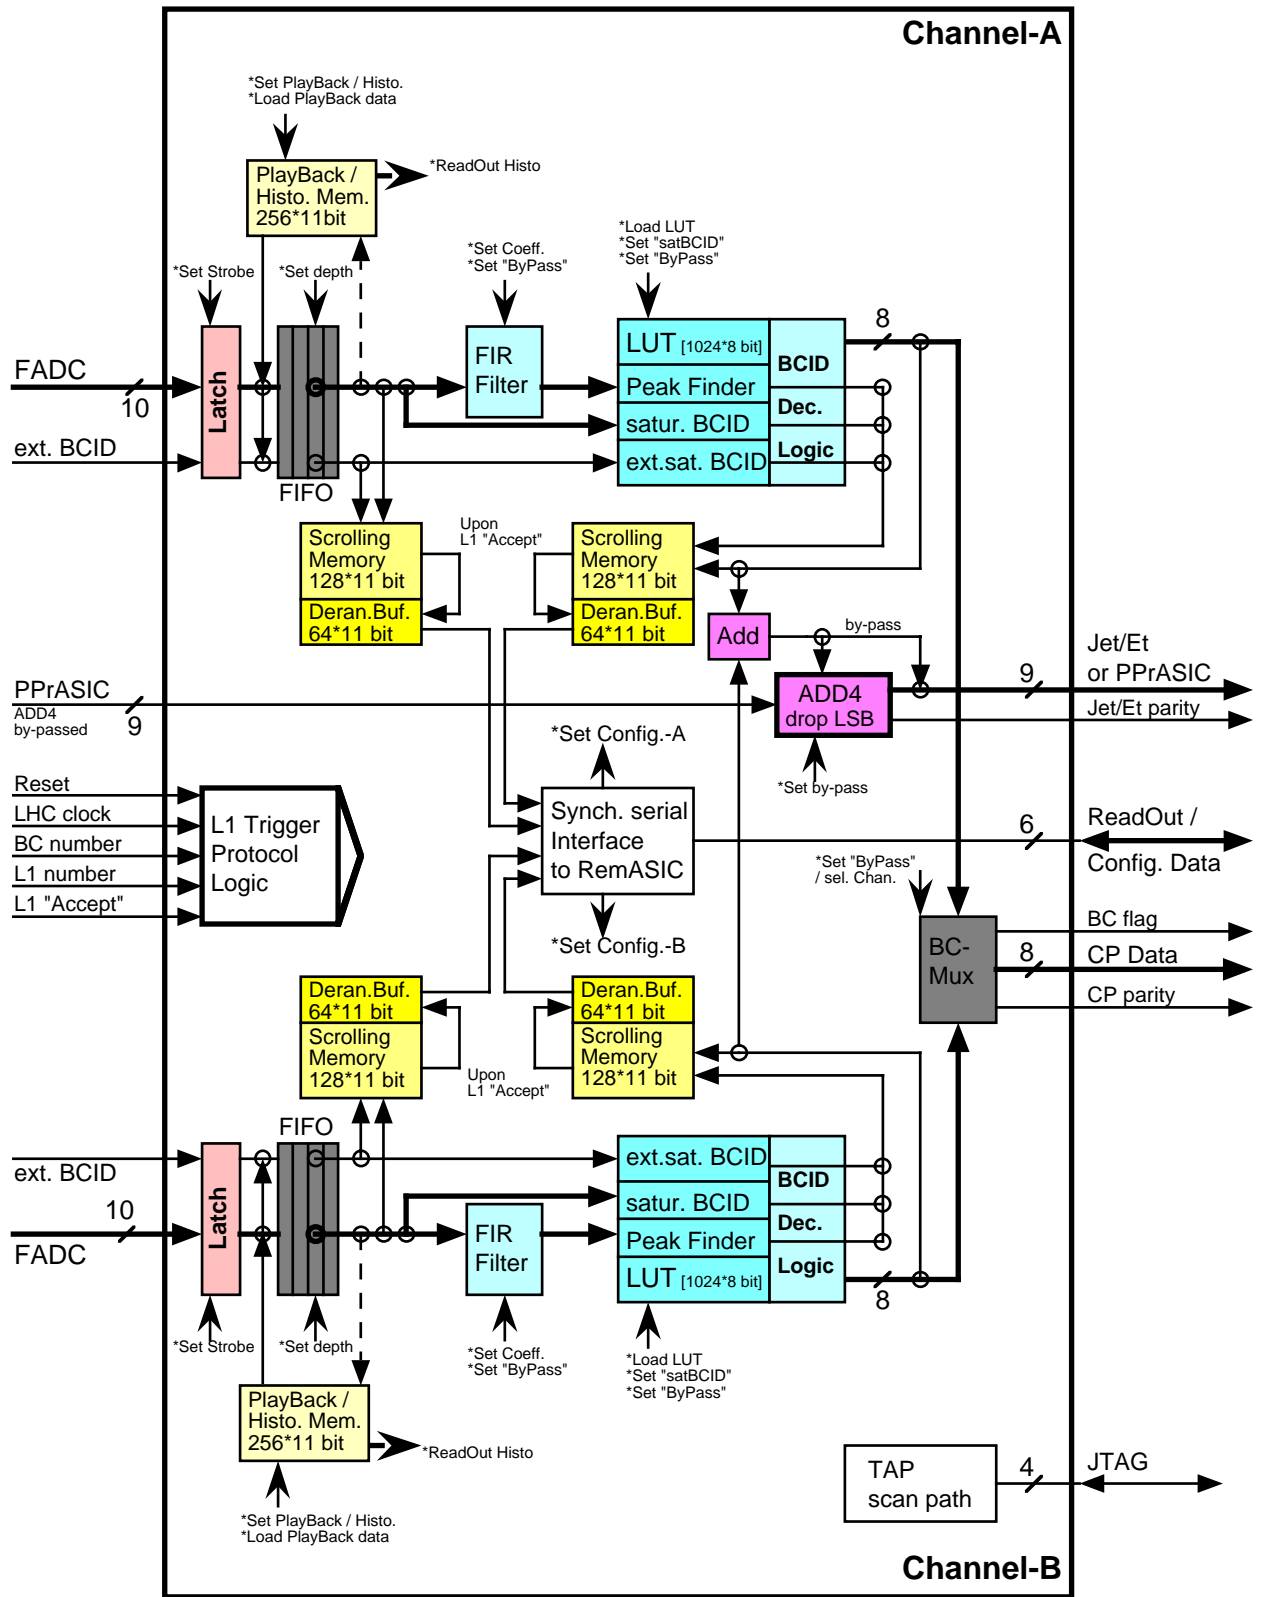 Channel-A
*Set PlayBack / Histo.
*Load PlayBack data
PlayBack /
Histo. Mem.
256*11bit
*ReadOut Histo
*Set Strobe
*Set depth
*Set Coeff.
*Set "ByPass"
*Load LUT
*Set "satBCID"
*Set "ByPass"
FADC
10
ext. BCID
Latch
FIFO
FIR
Filter
LUT [1024*8 bit]
Peak Finder
satur. BCID
ext.sat. BCID
BCID
Dec.
Logic
8
Scrolling
Memory
128*11 bit
Deran.Buf.
64*11 bit
Upon
L1 "Accept"
Scrolling
Memory
128*11 bit
Deran.Buf.
64*11 bit
Add
by-pass
ADD4
drop LSB
*Set by-pass
9
Jet/Et
or PPrASIC
Jet/Et parity
PPrASIC
ADD4
by-passed
9
Reset
LHC clock
BC number
L1 number
L1 "Accept"
L1 Trigger
Protocol
Logic
*Set Config.-A
Synch. serial
Interface
to RemASIC
*Set Config.-B
6
ReadOut /
Config. Data
*Set "ByPass"
/ sel. Chan.
BC-
Mux
BC flag
8
CP Data
CP parity
Deran.Buf.
64*11 bit
Scrolling
Memory
128*11 bit
Upon
L1 "Accept"
Deran.Buf.
64*11 bit
Scrolling
Memory
128*11 bit
FIFO
ext. BCID
10
FADC
Latch
FIR
Filter
ext.sat. BCID
satur. BCID
Peak Finder
LUT [1024*8 bit]
BCID
Dec.
Logic
8
*Set Strobe
*Set depth
*Set Coeff.
*Set "ByPass"
*Load LUT
*Set "satBCID"
*Set "ByPass"
PlayBack /
Histo. Mem.
256*11 bit
*ReadOut Histo
*Set PlayBack / Histo.
*Load PlayBack data
TAP
scan path
4
JTAG
Channel-B